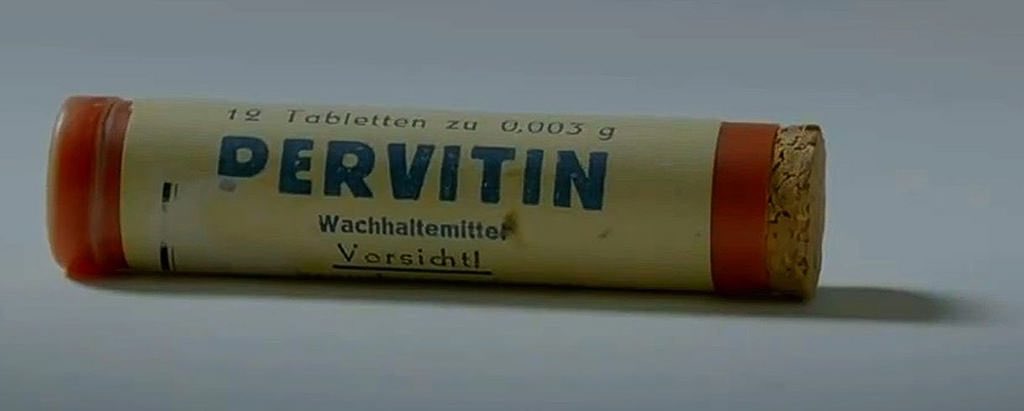 12 Tabletten zu 0,003 g
PERVITIN
Wachhaltemittel
Vorsicht!